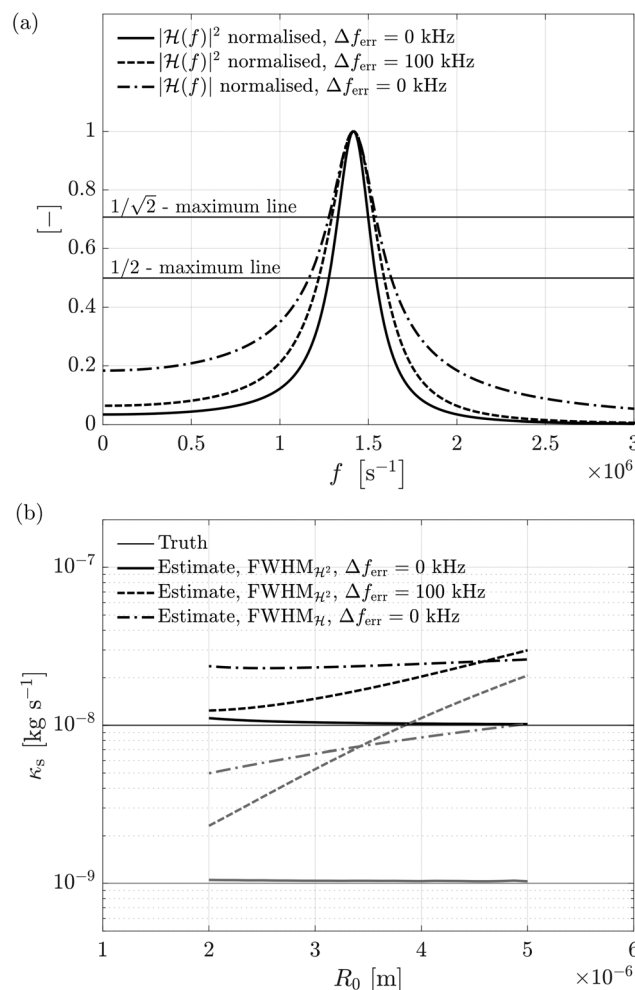 (a)
|ℋ(f)|² normalised, Δf_err = 0 kHz
|ℋ(f)|² normalised, Δf_err = 100 kHz
|ℋ(f)| normalised, Δf_err = 0 kHz
1
1/√2 - maximum line
0.8
[−]
0.6
1/2 - maximum line
0.4
0.2
0
0 0.5 1 1.5 2 2.5 3
f [s⁻¹] ×10⁶
(b)
Truth
10⁻⁷
Estimate, FWHM_ℋ², Δf_err = 0 kHz
Estimate, FWHM_ℋ², Δf_err = 100 kHz
Estimate, FWHM_ℋ, Δf_err = 0 kHz
κ_s [kg s⁻¹]
10⁻⁸
10⁻⁹
1 2 3 4 5 6
R₀ [m] ×10⁻⁶